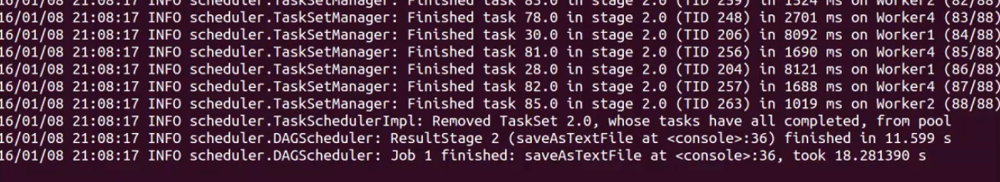 16/01/08 21:08:17 INFO scheduler.TaskSetManager: Finished task 83.0 in stage 2.0 (TID 259) in 1324 ms on Worker2 (82/88)
16/01/08 21:08:17 INFO scheduler.TaskSetManager: Finished task 78.0 in stage 2.0 (TID 248) in 2701 ms on Worker4 (83/88)
16/01/08 21:08:17 INFO scheduler.TaskSetManager: Finished task 30.0 in stage 2.0 (TID 206) in 8092 ms on Worker1 (84/88)
16/01/08 21:08:17 INFO scheduler.TaskSetManager: Finished task 81.0 in stage 2.0 (TID 256) in 1690 ms on Worker4 (85/88)
16/01/08 21:08:17 INFO scheduler.TaskSetManager: Finished task 28.0 in stage 2.0 (TID 204) in 8121 ms on Worker1 (86/88)
16/01/08 21:08:17 INFO scheduler.TaskSetManager: Finished task 82.0 in stage 2.0 (TID 257) in 1688 ms on Worker4 (87/88)
16/01/08 21:08:17 INFO scheduler.TaskSetManager: Finished task 85.0 in stage 2.0 (TID 263) in 1019 ms on Worker2 (88/88)
16/01/08 21:08:17 INFO scheduler.TaskSchedulerImpl: Removed TaskSet 2.0, whose tasks have all completed, from pool
16/01/08 21:08:17 INFO scheduler.DAGScheduler: ResultStage 2 (saveAsTextFile at <console>:36) finished in 11.599 s
16/01/08 21:08:17 INFO scheduler.DAGScheduler: Job 1 finished: saveAsTextFile at <console>:36, took 18.281390 s